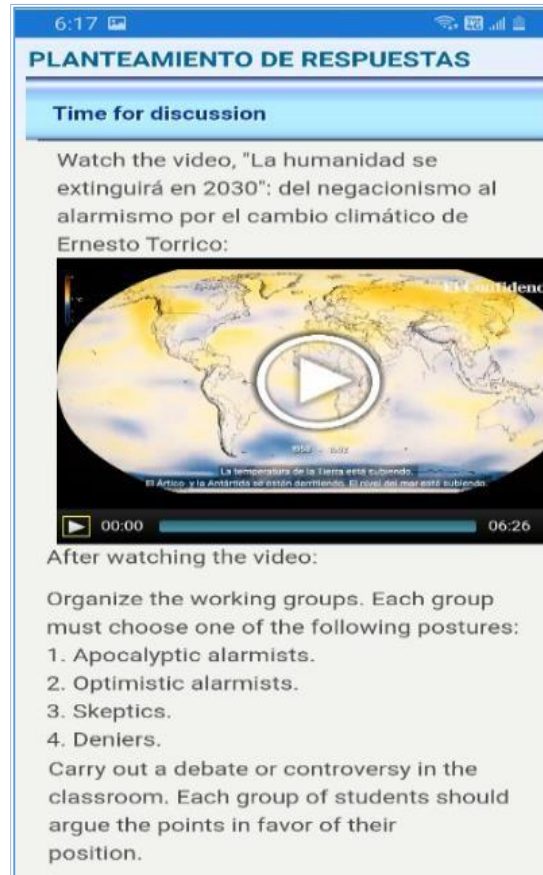 6:17
PLANTEAMIENTO DE RESPUESTAS
Time for discussion
Watch the video, "La humanidad se
extinguirá en 2030": del negacionismo al
alarmismo por el cambio climático de
Ernesto Torrico:
El Confidenc
La temperatura de la Tierra está subiendo.
El Ártico y la Antártida se están derritiendo. El nivel del mar está subiendo.
00:00 06:26
After watching the video:
Organize the working groups. Each group
must choose one of the following postures:
1. Apocalyptic alarmists.
2. Optimistic alarmists.
3. Skeptics.
4. Deniers.
Carry out a debate or controversy in the
classroom. Each group of students should
argue the points in favor of their
position.